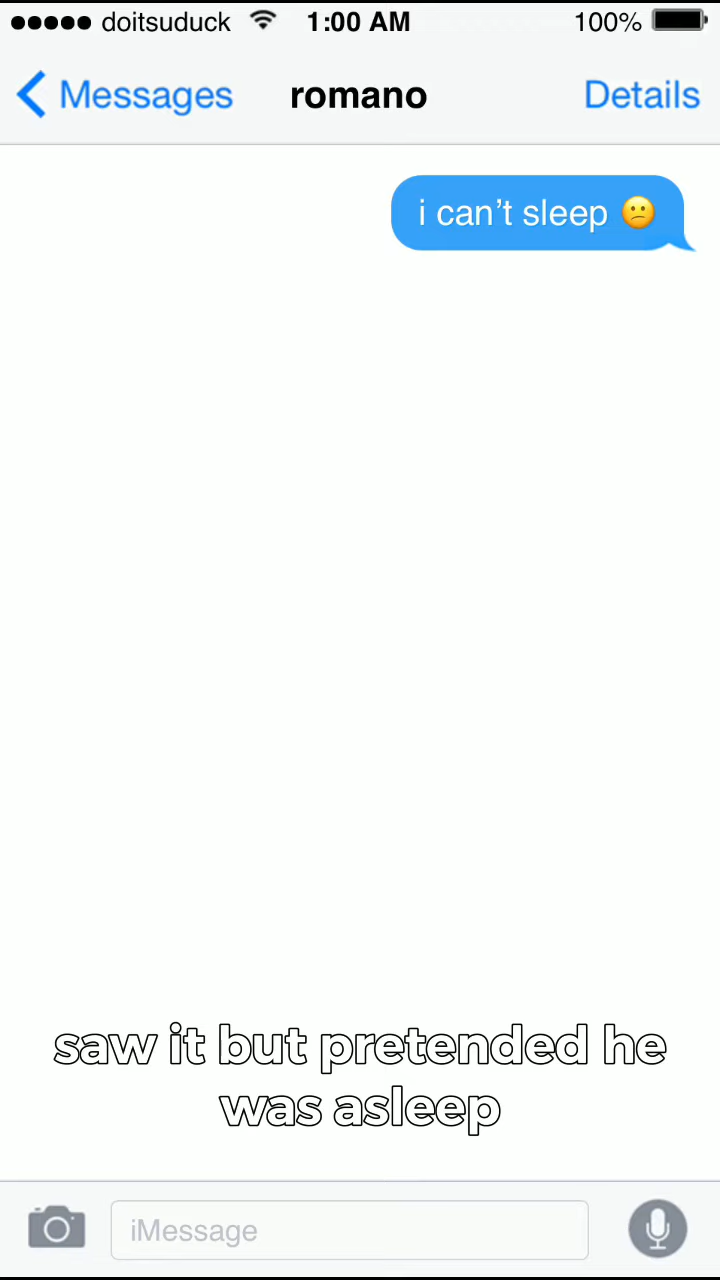 doitsuduck 1:00 AM 100%
Messages romano Details
i can’t sleep 😕
saw it but pretended he
was asleep
iMessage